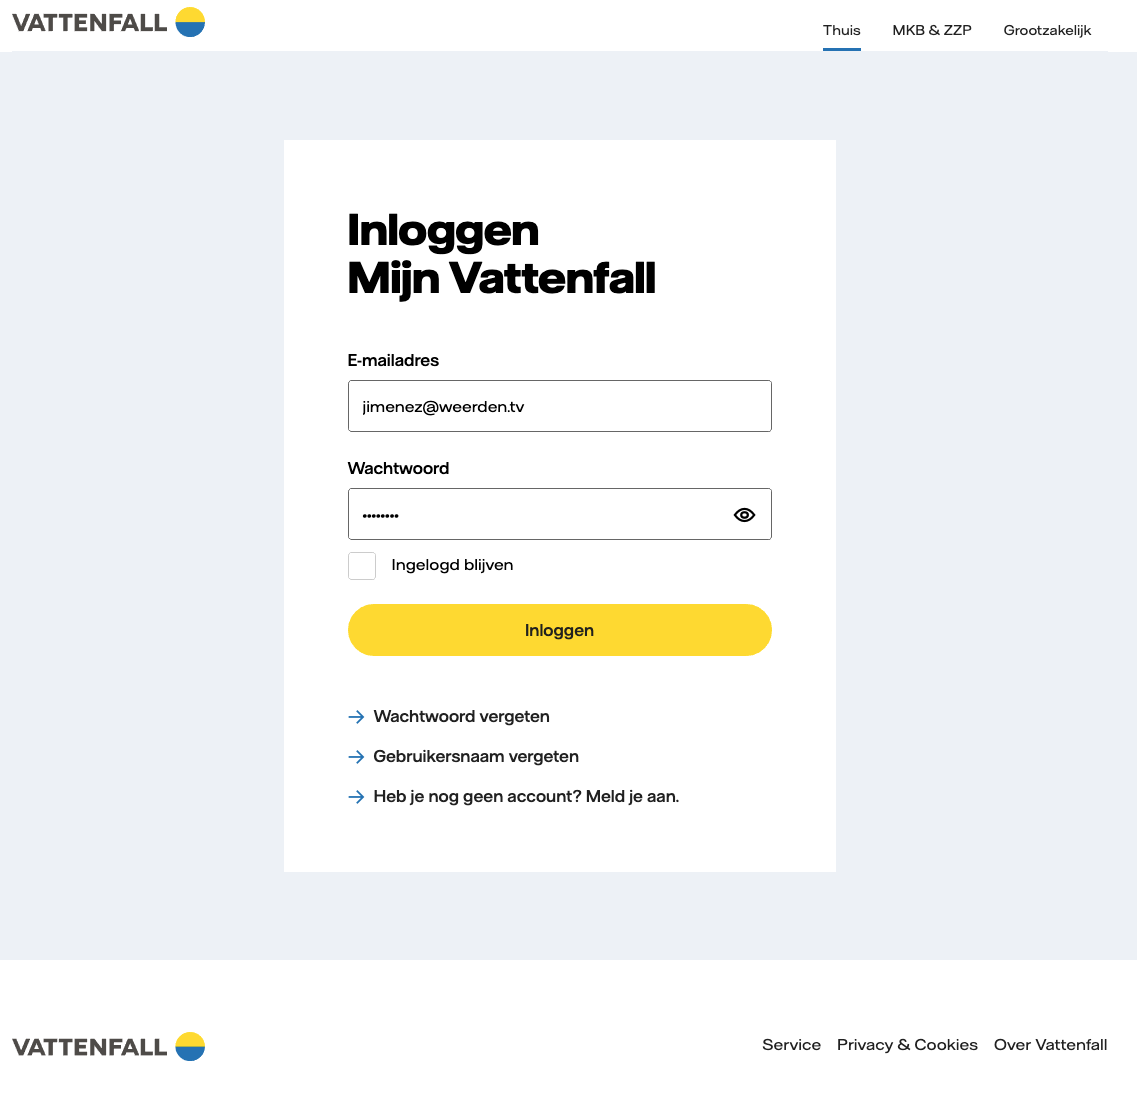 VATTENFALL
Thuis MKB & ZZP Grootzakelijk
Inloggen
Mijn Vattenfall
E-mailadres
jimenez@weerden.tv
Wachtwoord
••••••••
Ingelogd blijven
Inloggen
Wachtwoord vergeten
Gebruikersnaam vergeten
Heb je nog geen account? Meld je aan.
VATTENFALL
Service Privacy & Cookies Over Vattenfall